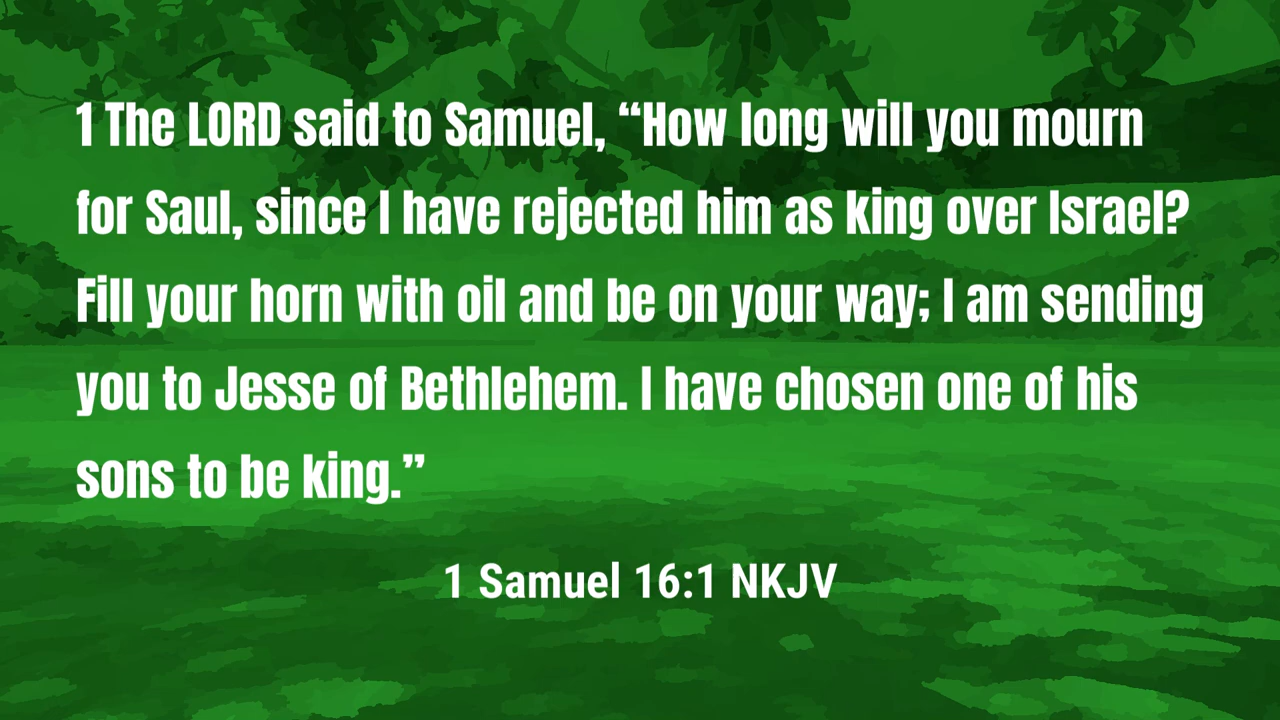 1 The LORD said to Samuel, “How long will you mourn
for Saul, since I have rejected him as king over Israel?
Fill your horn with oil and be on your way; I am sending
you to Jesse of Bethlehem. I have chosen one of his
sons to be king.”
1 Samuel 16:1 NKJV